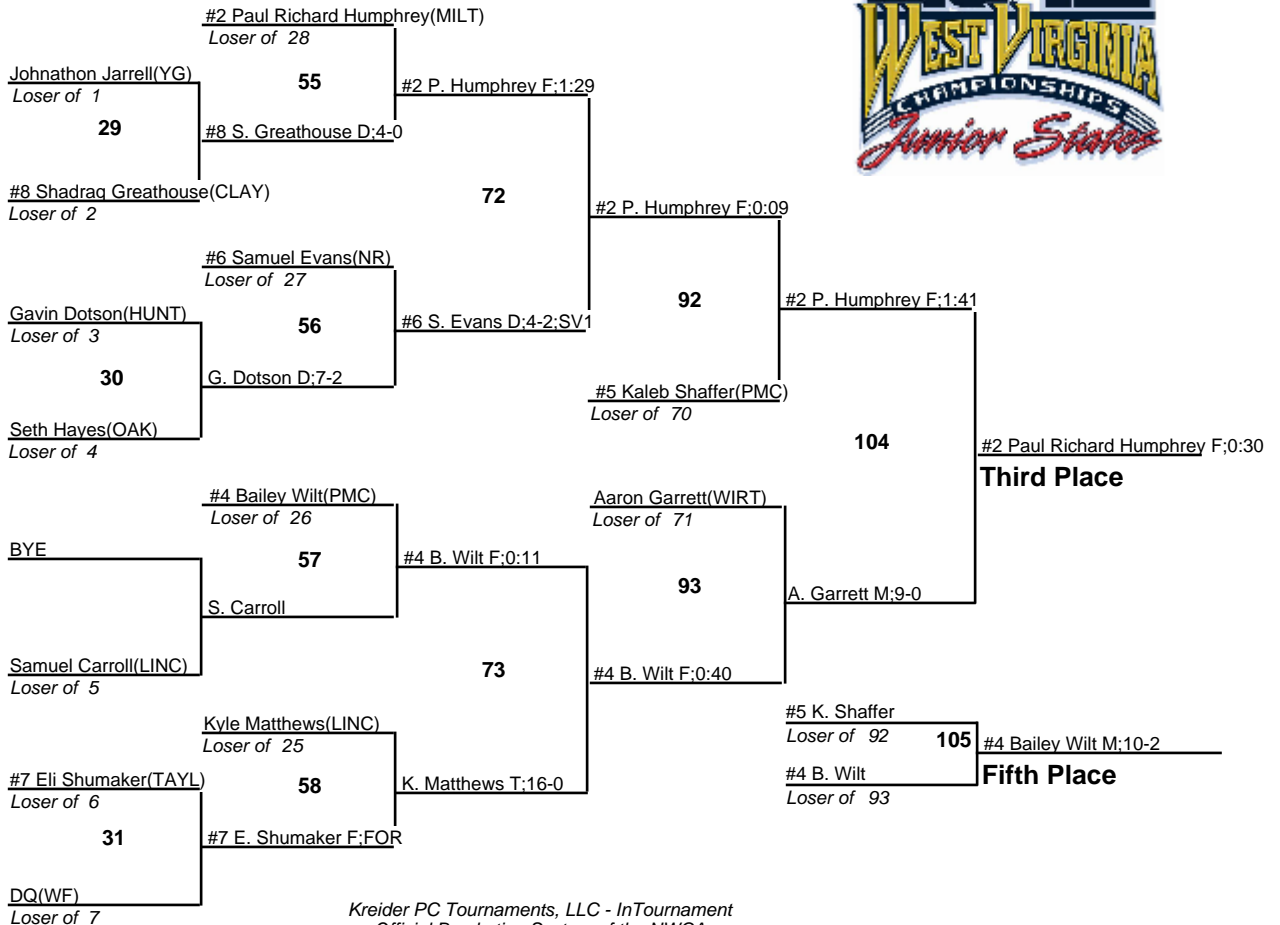 #2 Paul Richard Humphrey(MILT)
Loser of 28
WEST VIRGINIA
CHAMPIONSHIPS
Junior States
Johnathon Jarrell(YG)
Loser of 1
55
#2 P. Humphrey F;1:29
29
#8 S. Greathouse D;4-0
#8 Shadraq Greathouse(CLAY)
Loser of 2
72
#2 P. Humphrey F;0:09
#6 Samuel Evans(NR)
Loser of 27
Gavin Dotson(HUNT)
Loser of 3
56
#6 S. Evans D;4-2;SV1
92
#2 P. Humphrey F;1:41
30
G. Dotson D;7-2
#5 Kaleb Shaffer(PMC)
Loser of 70
Seth Hayes(OAK)
Loser of 4
104
#2 Paul Richard Humphrey F;0:30
Third Place
#4 Bailey Wilt(PMC)
Loser of 26
Aaron Garrett(WIRT)
Loser of 71
BYE
57
#4 B. Wilt F;0:11
93
A. Garrett M;9-0
S. Carroll
Samuel Carroll(LINC)
Loser of 5
73
#4 B. Wilt F;0:40
Kyle Matthews(LINC)
Loser of 25
#5 K. Shaffer
Loser of 92
105
#4 Bailey Wilt M;10-2
Fifth Place
#7 Eli Shumaker(TAYL)
Loser of 6
58
K. Matthews T;16-0
#4 B. Wilt
Loser of 93
31
#7 E. Shumaker F;FOR
DQ(WF)
Loser of 7
Kreider PC Tournaments, LLC - InTournament